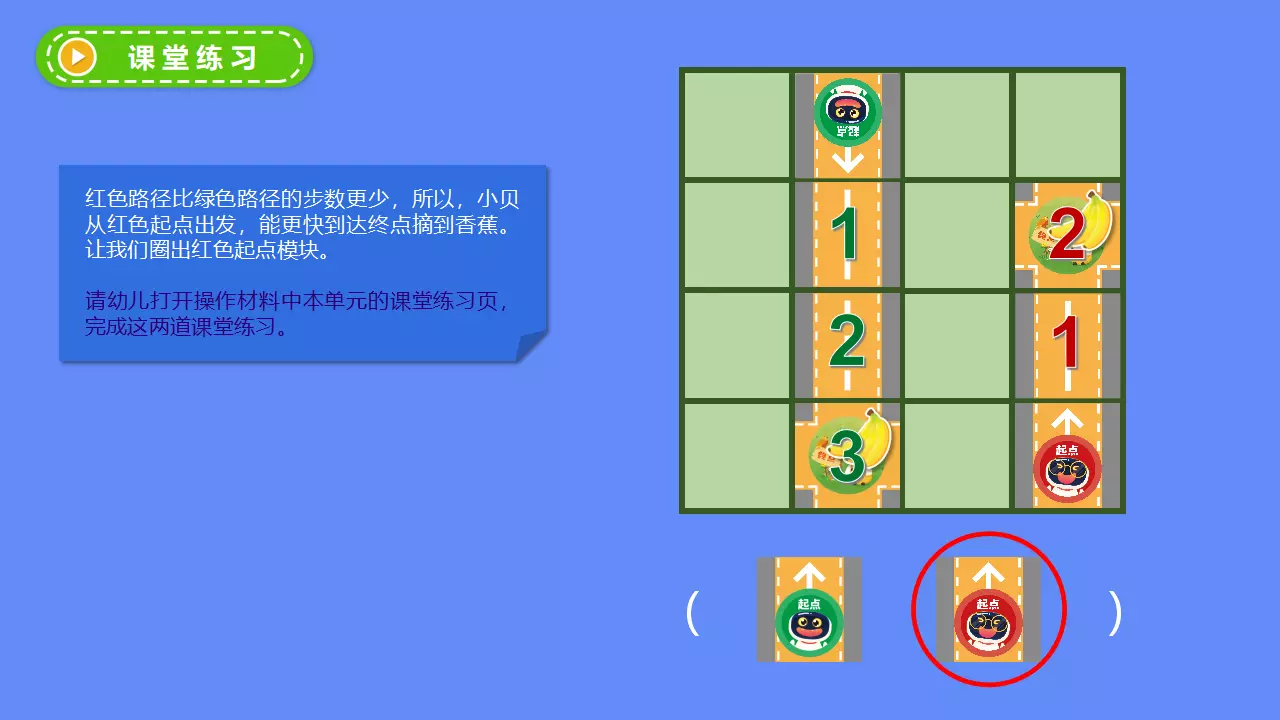 课堂练习
红色路径比绿色路径的步数更少，所以，小贝
从红色起点出发，能更快到达终点摘到香蕉。
让我们圈出红色起点模块。
请幼儿打开操作材料中本单元的课堂练习页，
完成这两道课堂练习。
起点
1
2
2
1
3
起点
(
起点
起点
)